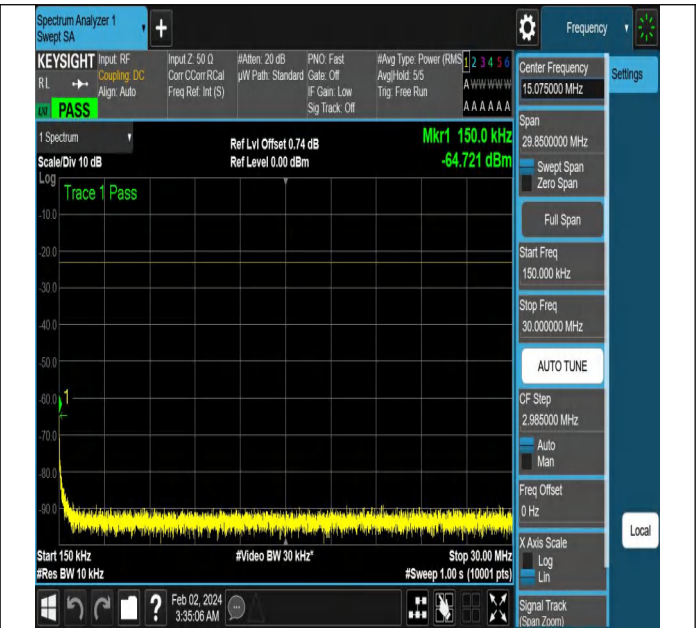 Spectrum Analyzer 1
Swept SA
Frequency
KEYSIGHT
RL
PASS
Input: RF
Coupling: DC
Align: Auto
Input Z: 50 Ω
Corr CCorr RCal
Freq Ref: Int (S)
#Atten: 20 dB
µW Path: Standard
PNO: Fast
Gate: Off
IF Gain: Low
Sig Track: Off
#Avg Type: Power (RMS
Avg|Hold: 5/5
Trig: Free Run
1 2 3 4 5 6
A W W W W W
A A A A A A
1 Spectrum
Scale/Div 10 dB
Ref Lvl Offset 0.74 dB
Ref Level 0.00 dBm
Mkr1 150.0 kHz
-64.721 dBm
Log
Trace 1 Pass
-10.0
-20.0
-30.0
-40.0
-50.0
-60.0
1
-70.0
-80.0
-90.0
Start 150 kHz
#Res BW 10 kHz
#Video BW 30 kHz*
Stop 30.00 MHz
#Sweep 1.00 s (10001 pts)
Feb 02, 2024
3:35:06 AM
Center Frequency
15.075000 MHz
Settings
Span
29.8500000 MHz
Swept Span
Zero Span
Full Span
Start Freq
150.000 kHz
Stop Freq
30.000000 MHz
AUTO TUNE
CF Step
2.985000 MHz
Auto
Man
Freq Offset
0 Hz
X Axis Scale
Log
Lin
Local
Signal Track
(Span Zoom)